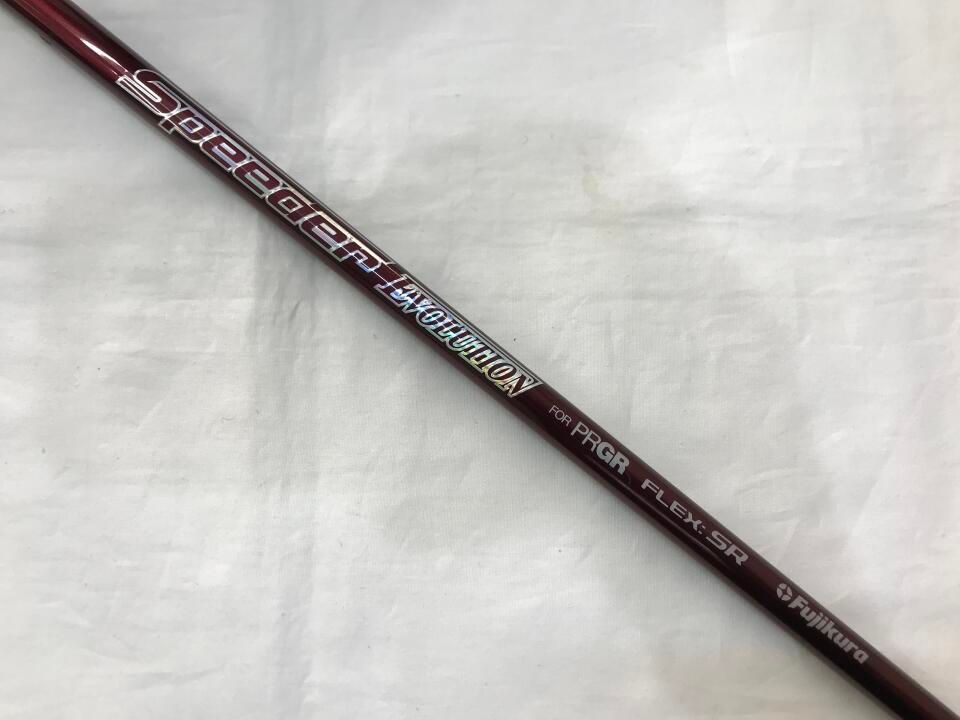 Speeder EVOLUTION FOR PRGR FLEX: SR Fujikura